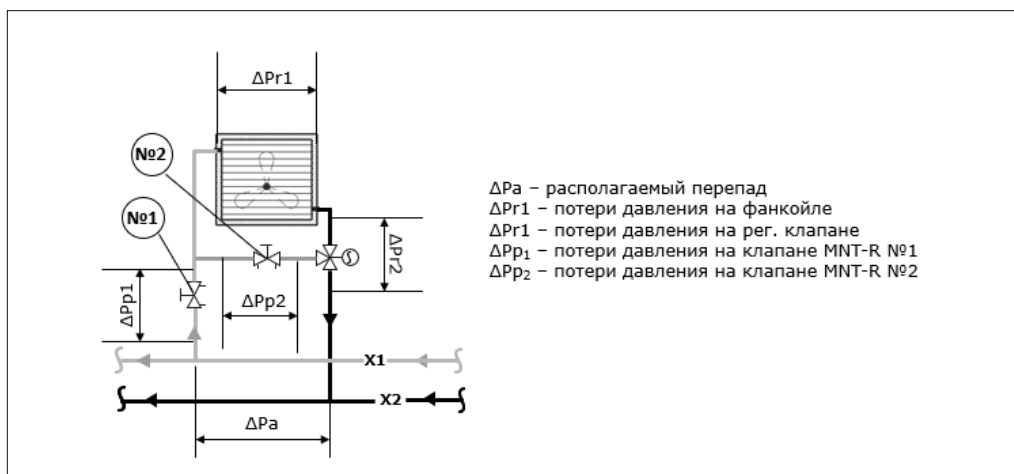 ΔPr1
№2
№1
ΔPr2
ΔPp1
ΔPp2
X1
X2
ΔPa
ΔPa – располагаемый перепад
ΔPr1 – потери давления на фанкойле
ΔPr1 – потери давления на рег. клапане
ΔPp₁ – потери давления на клапане MNT-R №1
ΔPp₂ – потери давления на клапане MNT-R №2